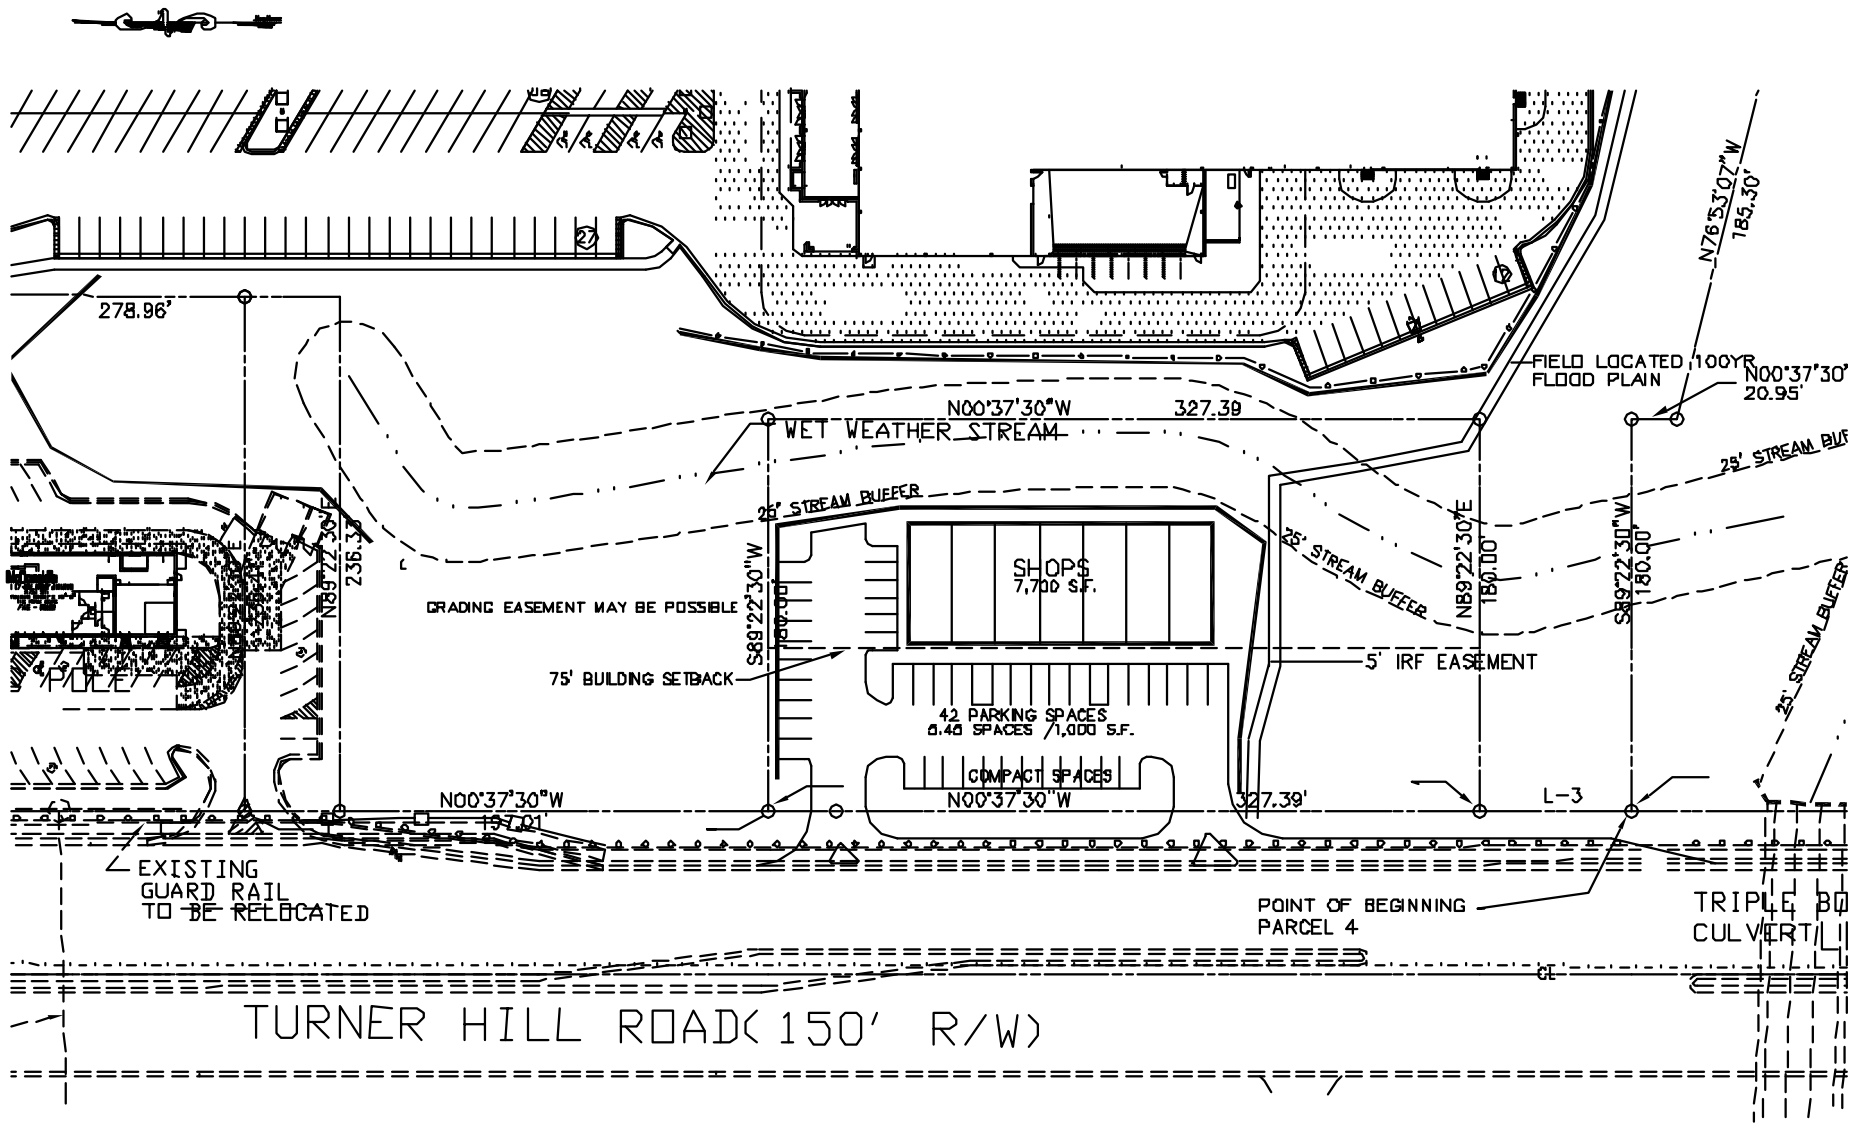 27
17
N76°53'07"W
185.30'
278.96'
FIELD LOCATED 100YR
FLOOD PLAIN
N00°37'30"
20.95'
N00°37'30"W
327.39
WET WEATHER STREAM
25' STREAM BUF
25' STREAM BUFFER
N89°22'30"E
236.33'
S89°22'30"W
180.00'
SHOPS
7,700 S.F.
25' STREAM BUFFER
N89°22'30"E
180.00'
S89°22'30"W
180.00'
25' STREAM BUFFER
GRADING EASEMENT MAY BE POSSIBLE
75' BUILDING SETBACK
5' IRF EASEMENT
POLE
42 PARKING SPACES
5.45 SPACES /1,000 S.F.
COMPACT SPACES
N00°37'30"W
197.01'
N00°37'30"W
327.39'
L-3
EXISTING
GUARD RAIL
TO BE RELOCATED
POINT OF BEGINNING
PARCEL 4
TRIPLE BO
CULVERT
CL
TURNER HILL ROAD(150' R/W)